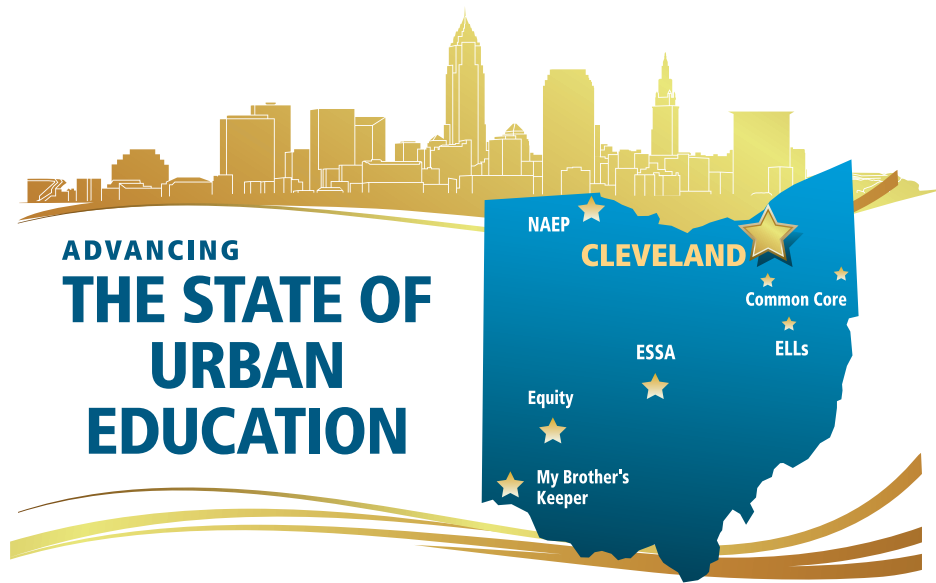 ADVANCING
THE STATE OF
URBAN
EDUCATION
NAEP
CLEVELAND
Common Core
ELLs
ESSA
Equity
My Brother's
Keeper